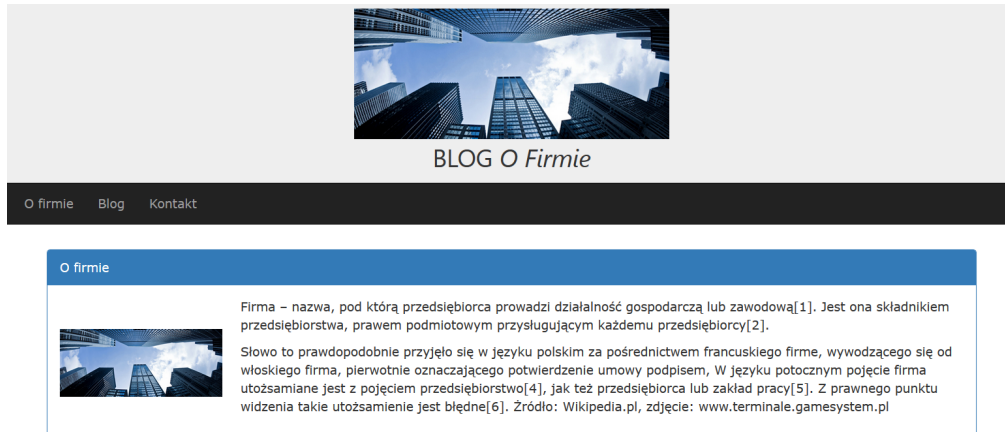 BLOG O Firmie
O firmie Blog Kontakt
O firmie
Firma – nazwa, pod którą przedsiębiorca prowadzi działalność gospodarczą lub zawodową[1]. Jest ona składnikiem
przedsiębiorstwa, prawem podmiotowym przysługującym każdemu przedsiębiorcy[2].
Słowo to prawdopodobnie przyjęło się w języku polskim za pośrednictwem francuskiego firme, wywodzącego się od
włoskiego firma, pierwotnie oznaczającego potwierdzenie umowy podpisem, W języku potocznym pojęcie firma
utożsamiane jest z pojęciem przedsiębiorstwo[4], jak też przedsiębiorca lub zakład pracy[5]. Z prawnego punktu
widzenia takie utożsamienie jest błędne[6]. Źródło: Wikipedia.pl, zdjęcie: www.terminale.gamesystem.pl